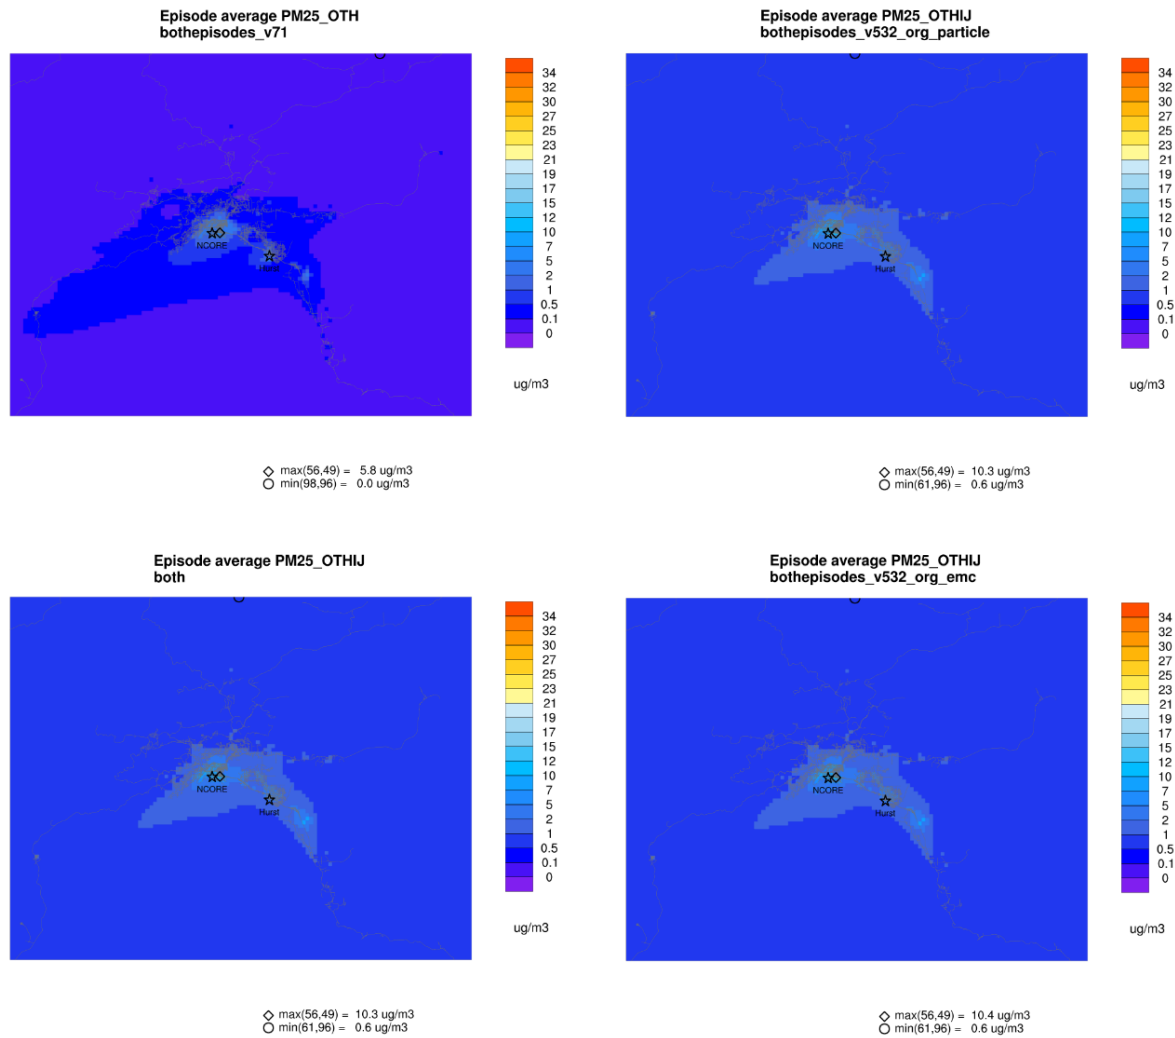 Episode average PM25_OTH
bothepisodes_v71
34
32
30
27
25
23
21
19
17
15
12
10
7
5
2
1
0.5
0.1
0
ug/m3
NCORE
Hurst
max(56,49) = 5.8 ug/m3
min(98,96) = 0.0 ug/m3
Episode average PM25_OTHIJ
bothepisodes_v532_org_particle
34
32
30
27
25
23
21
19
17
15
12
10
7
5
2
1
0.5
0.1
0
ug/m3
NCORE
Hurst
max(56,49) = 10.3 ug/m3
min(61,96) = 0.6 ug/m3
Episode average PM25_OTHIJ
both
34
32
30
27
25
23
21
19
17
15
12
10
7
5
2
1
0.5
0.1
0
ug/m3
NCORE
Hurst
max(56,49) = 10.3 ug/m3
min(61,96) = 0.6 ug/m3
Episode average PM25_OTHIJ
bothepisodes_v532_org_emc
34
32
30
27
25
23
21
19
17
15
12
10
7
5
2
1
0.5
0.1
0
ug/m3
NCORE
Hurst
max(56,49) = 10.4 ug/m3
min(61,96) = 0.6 ug/m3